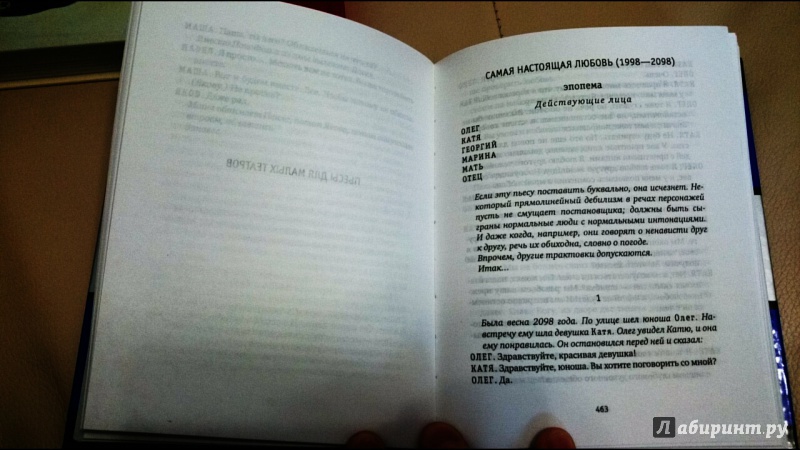 САМАЯ НАСТОЯЩАЯ ЛЮБОВЬ (1998—2098)
эпопема
Действующие лица
ОЛЕГ
КАТЯ
ГЕОРГИЙ
МАРИНА
МАТЬ
ОТЕЦ
Если эту пьесу поставить буквально, она исчезнет. Не-
который прямолинейный дебилизм в речах персонажей
пусть не смущает постановщика; должны быть сы-
граны нормальные люди с нормальными интонациями.
И даже когда, например, они говорят о ненависти друг
к другу, речь их обиходна, словно о погоде.
Впрочем, другие трактовки допускаются.
Итак...
1
Была весна 2098 года. По улице шел юноша Олег. На-
встречу ему шла девушка Катя. Олег увидел Катю, и она
ему понравилась. Он остановился перед ней и сказал:
ОЛЕГ. Здравствуйте, красивая девушка!
КАТЯ. Здравствуйте, юноша. Вы хотите поговорить со мной?
ОЛЕГ. Да.
463
Лабиринт.ру